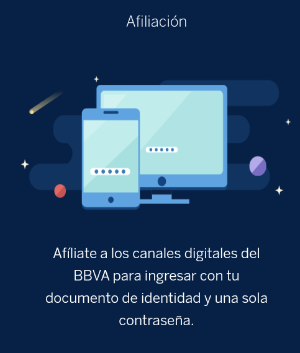 Afiliación
Afíliate a los canales digitales del
BBVA para ingresar con tu
documento de identidad y una sola
contraseña.